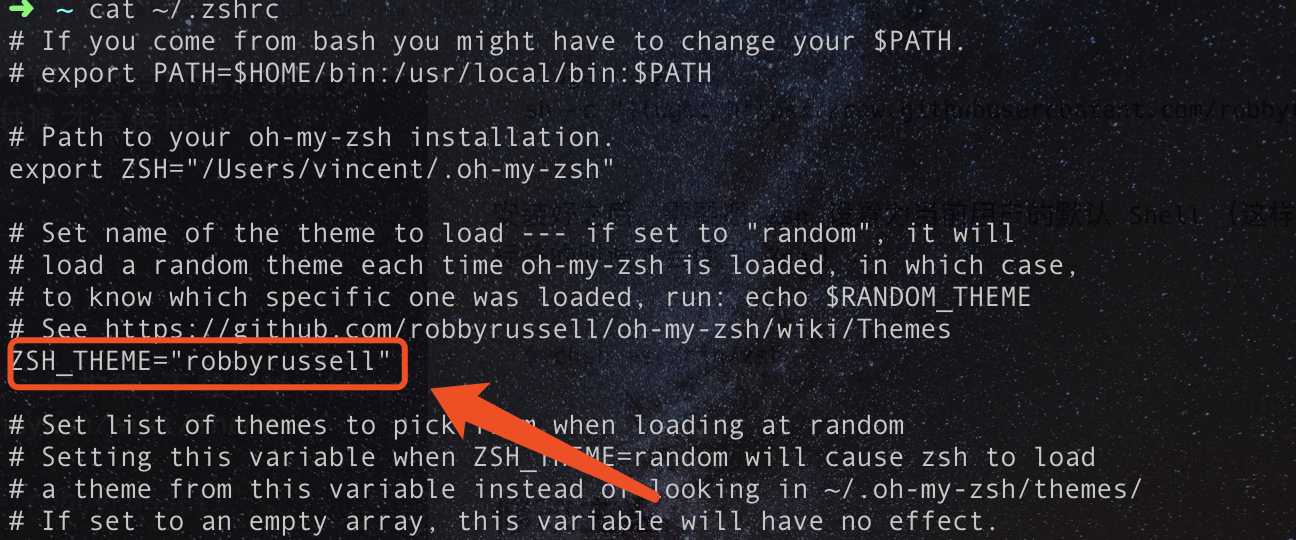 ➜ ~ cat ~/.zshrc
# If you come from bash you might have to change your $PATH.
# export PATH=$HOME/bin:/usr/local/bin:$PATH
# Path to your oh-my-zsh installation.
export ZSH="/Users/vincent/.oh-my-zsh"
# Set name of the theme to load --- if set to "random", it will
# load a random theme each time oh-my-zsh is loaded, in which case,
# to know which specific one was loaded, run: echo $RANDOM_THEME
# See https://github.com/robbyrussell/oh-my-zsh/wiki/Themes
ZSH_THEME="robbyrussell"
# Set list of themes to pick when loading at random
# Setting this variable when ZSH_THEME=random will cause zsh to load
# a theme from this variable instead of looking in ~/.oh-my-zsh/themes/
# If set to an empty array, this variable will have no effect.